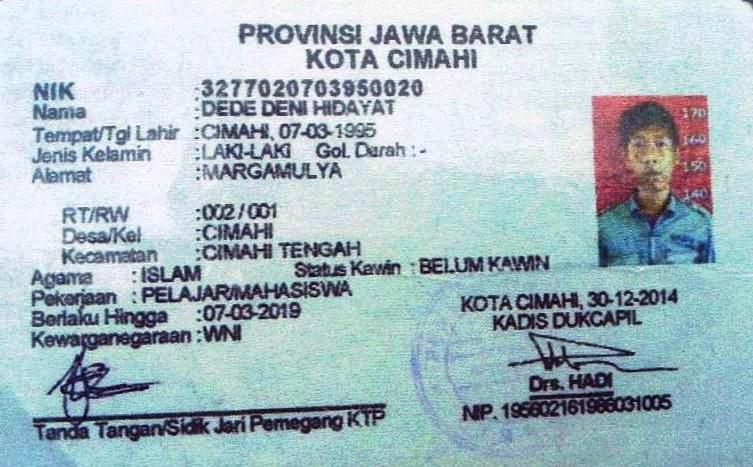 PROVINSI JAWA BARAT
KOTA CIMAHI
NIK :3277020703950020
Nama :DEDE DENI HIDAYAT
Tempat/Tgl Lahir :CIMAHI, 07-03-1995
Jenis Kelamin :LAKI-LAKI Gol. Darah :-
Alamat :MARGAMULYA
RT/RW :002 / 001
Desa/Kel :CIMAHI
Kecamatan :CIMAHI TENGAH
Agama :ISLAM Status Kawin :BELUM KAWIN
Pekerjaan :PELAJAR/MAHASISWA
Berlaku Hingga :07-03-2019
Kewarganegaraan :WNI
Tanda Tangan/Sidik Jari Pemegang KTP
170
160
150
140
KOTA CIMAHI, 30-12-2014
KADIS DUKCAPIL
Drs. HADI
NIP. 195602161986031005